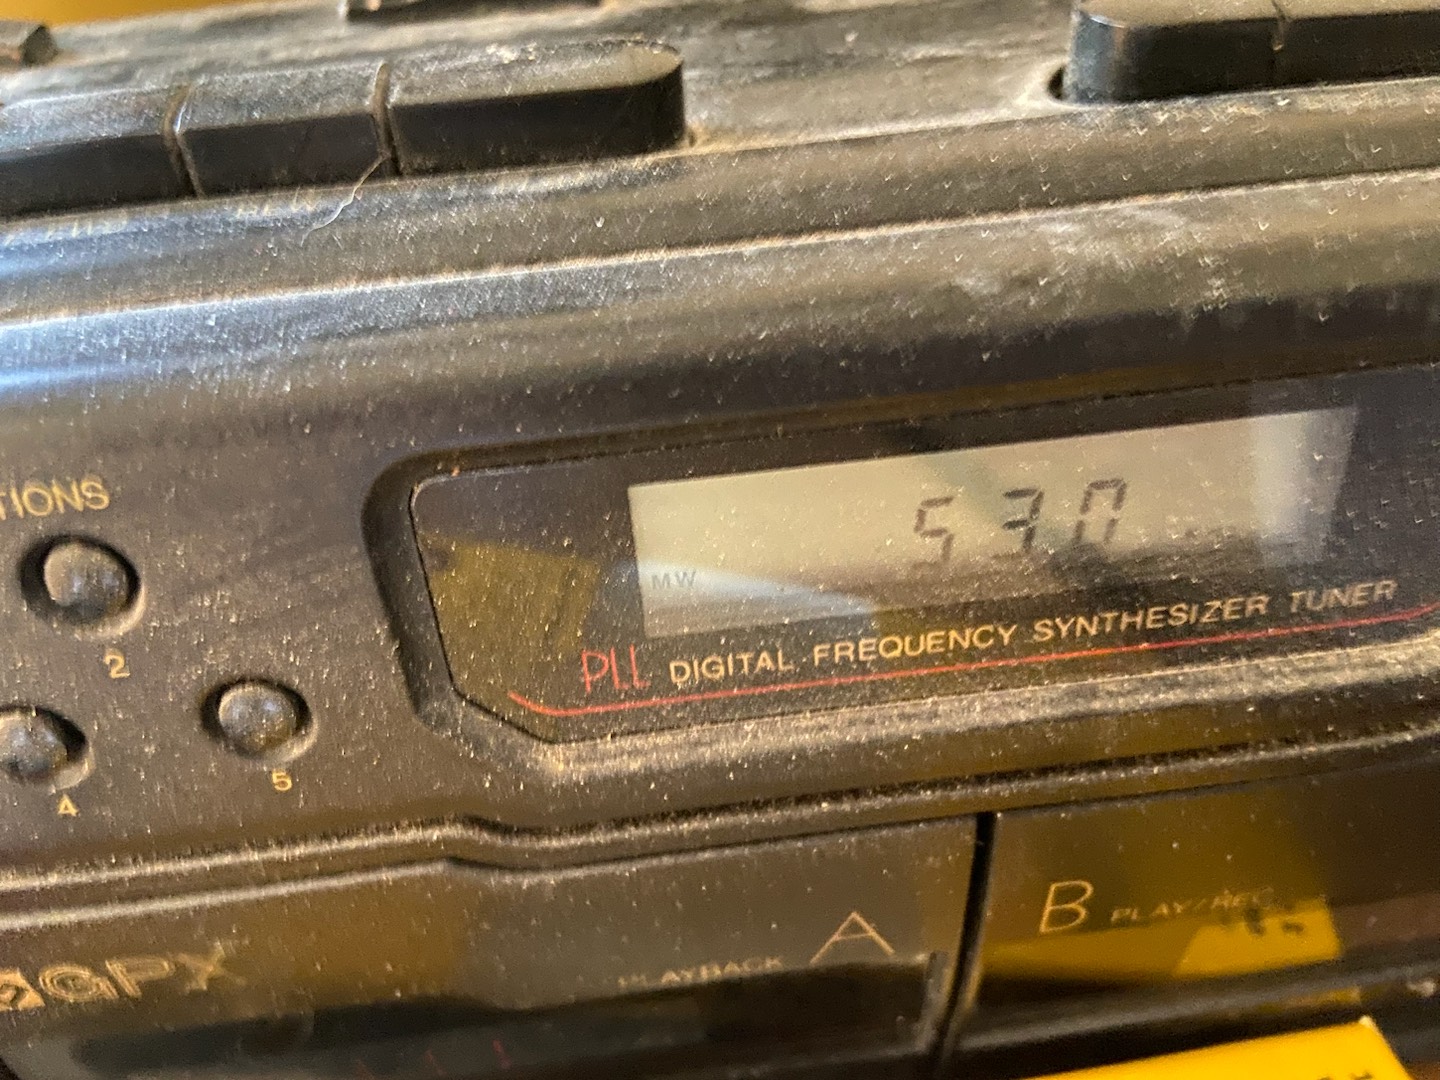 TIONS
2
4
5
530
MW
PLL DIGITAL FREQUENCY SYNTHESIZER TUNER
GPX
PLAYBACK A
B PLAY/REC